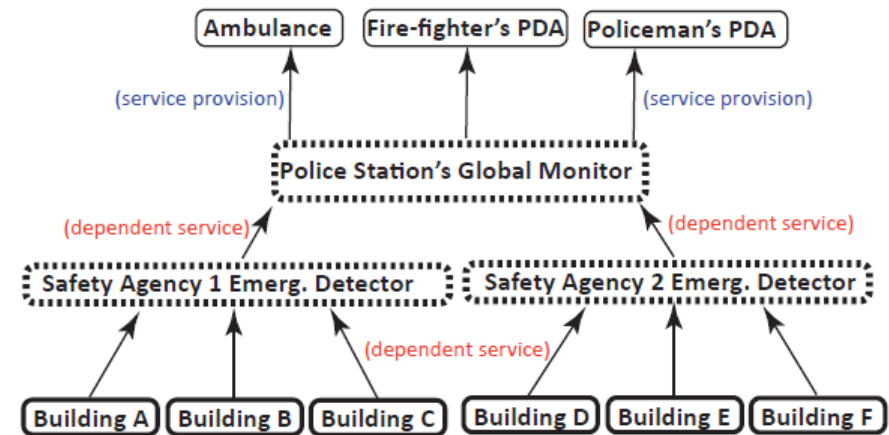 Ambulance
Fire-fighter's PDA
Policeman's PDA
(service provision)
(service provision)
Police Station's Global Monitor
(dependent service)
(dependent service)
Safety Agency 1 Emerg. Detector
Safety Agency 2 Emerg. Detector
(dependent service)
Building A
Building B
Building C
Building D
Building E
Building F